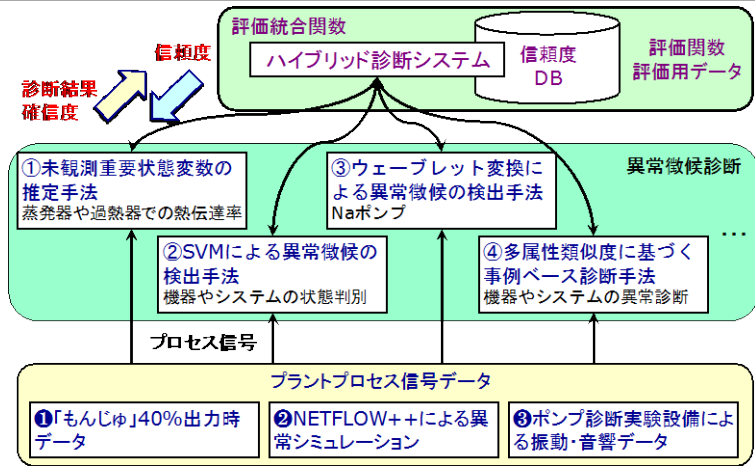 評価統合関数
ハイブリッド診断システム
信頼度
DB
評価関数
評価用データ
信頼度
診断結果
確信度
異常徴候診断
①未観測重要状態変数の
推定手法
蒸発器や過熱器での熱伝達率
③ウェーブレット変換に
よる異常徴候の検出手法
Naポンプ
②SVMによる異常徴候の
検出手法
機器やシステムの状態判別
④多属性類似度に基づく
事例ベース診断手法
機器やシステムの異常診断
…
プロセス信号
プラントプロセス信号データ
❶「もんじゅ」40%出力時
データ
❷NETFLOW++による異
常シミュレーション
❸ポンプ診断実験設備によ
る振動・音響データ